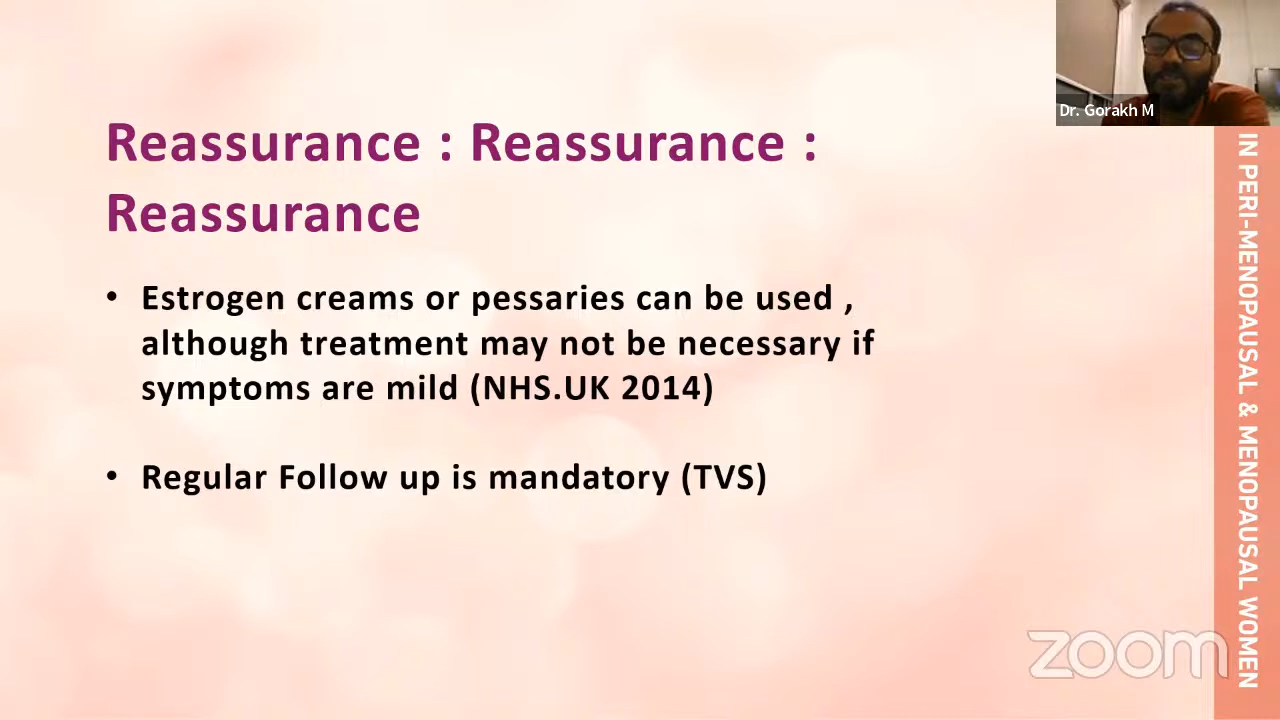 Dr. Gorakh M
Reassurance : Reassurance :
Reassurance
• Estrogen creams or pessaries can be used ,
although treatment may not be necessary if
symptoms are mild (NHS.UK 2014)
• Regular Follow up is mandatory (TVS)
IN PERI-MENOPAUSAL & MENOPAUSAL WOMEN
zoom